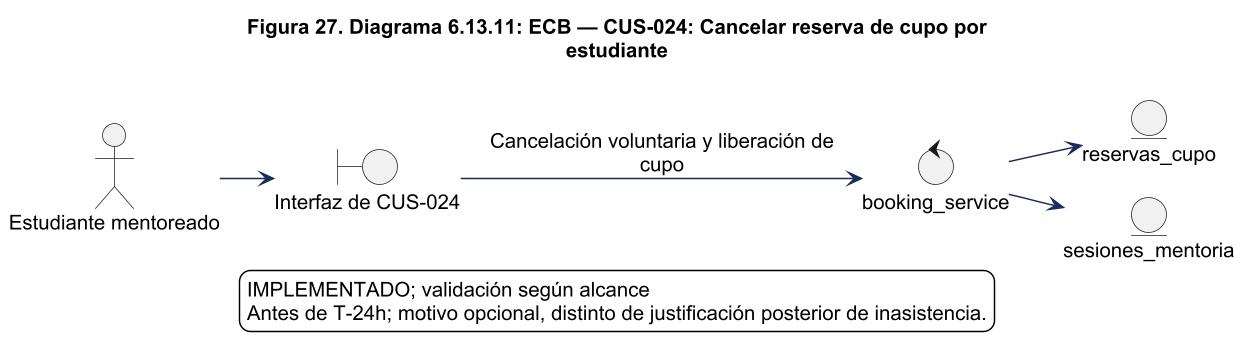 Figura 27. Diagrama 6.13.11: ECB — CUS-024: Cancelar reserva de cupo por
estudiante
Cancelación voluntaria y liberación de
cupo
Estudiante mentoreado
Interfaz de CUS-024
booking_service
reservas_cupo
sesiones_mentoria
IMPLEMENTADO; validación según alcance
Antes de T-24h; motivo opcional, distinto de justificación posterior de inasistencia.